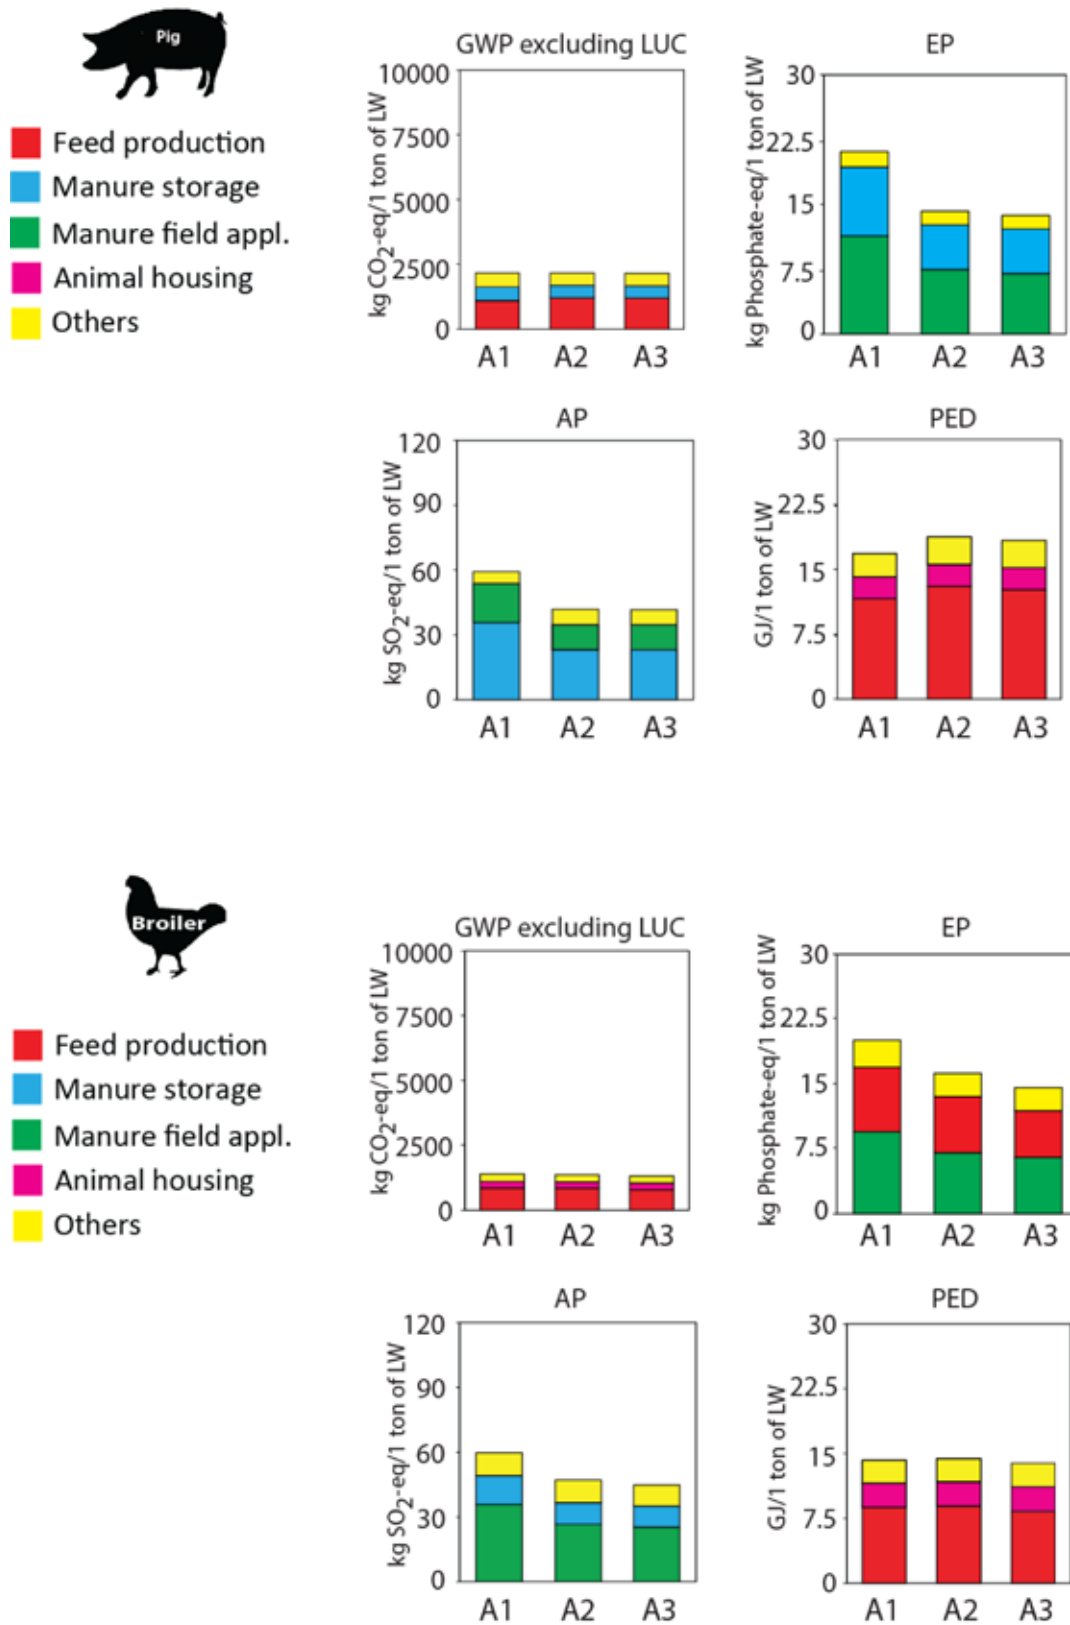 Pig
Feed production
Manure storage
Manure field appl.
Animal housing
Others
GWP excluding LUC
kg CO2-eq/1 ton of LW
10000
7500
5000
2500
0
A1 A2 A3
EP
kg Phosphate-eq/1 ton of LW
30
22.5
15
7.5
0
A1 A2 A3
AP
kg SO2-eq/1 ton of LW
120
90
60
30
0
A1 A2 A3
PED
GJ/1 ton of LW
30
22.5
15
7.5
0
A1 A2 A3
Broiler
Feed production
Manure storage
Manure field appl.
Animal housing
Others
GWP excluding LUC
kg CO2-eq/1 ton of LW
10000
7500
5000
2500
0
A1 A2 A3
EP
kg Phosphate-eq/1 ton of LW
30
22.5
15
7.5
0
A1 A2 A3
AP
kg SO2-eq/1 ton of LW
120
90
60
30
0
A1 A2 A3
PED
GJ/1 ton of LW
30
22.5
15
7.5
0
A1 A2 A3